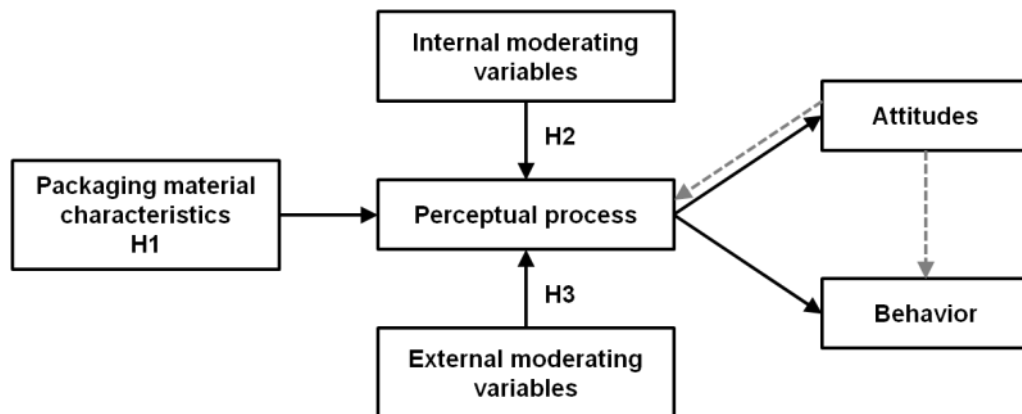 Internal moderating
variables
H2
Attitudes
Packaging material
characteristics
H1
Perceptual process
H3
Behavior
External moderating
variables